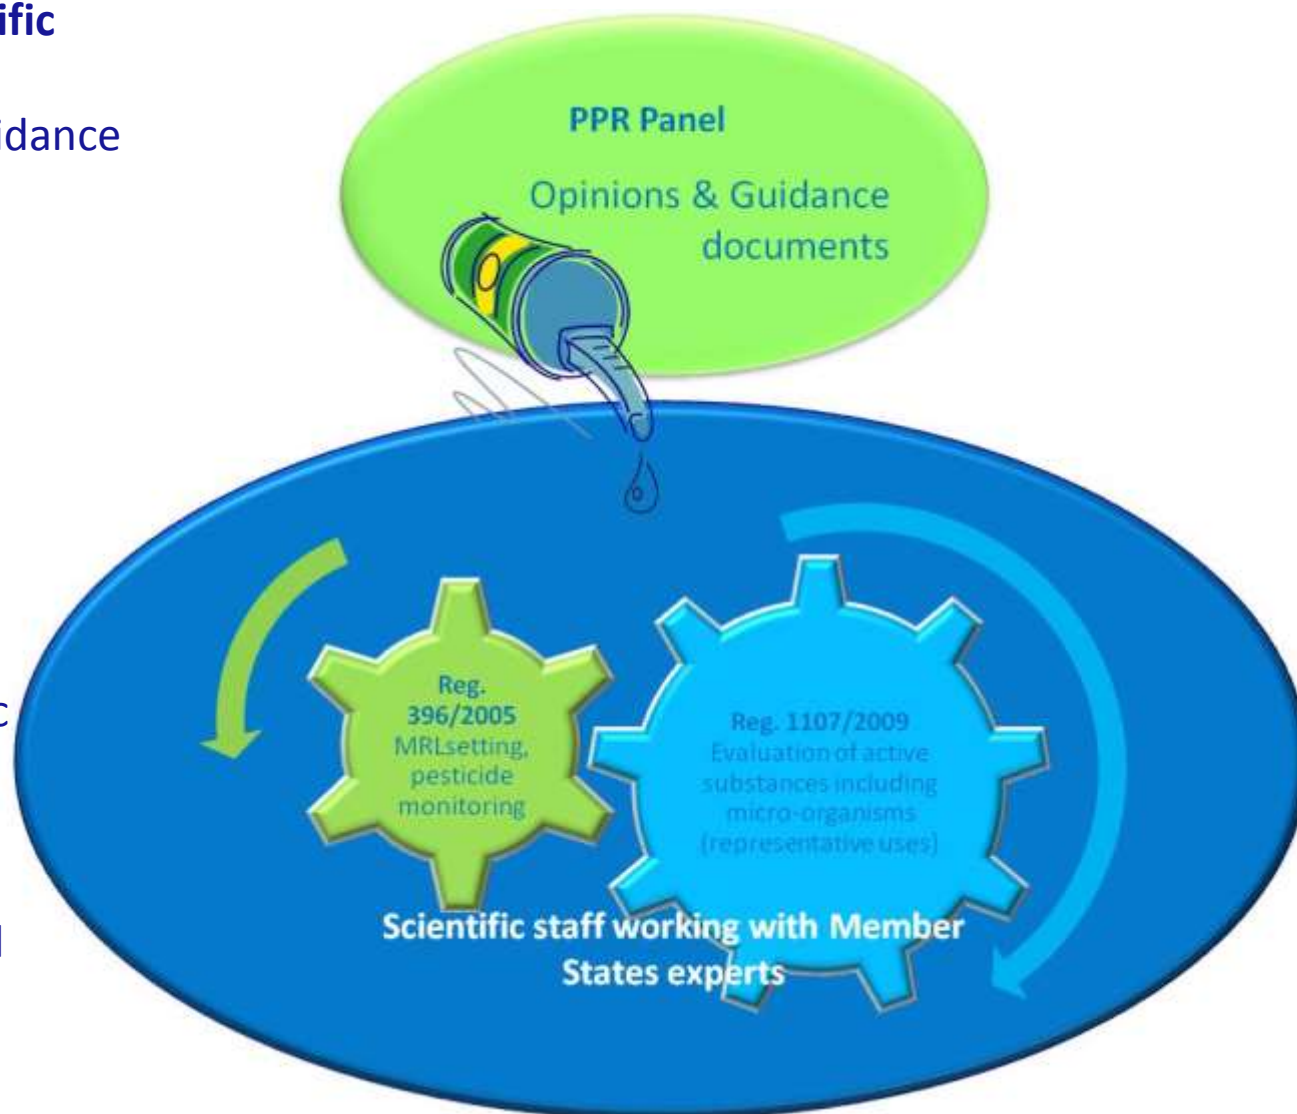 ific
idance
PPR Panel
Opinions & Guidance
documents
Reg.
396/2005
MRLsetting,
pesticide
monitoring
Reg. 1107/2009
Evaluation of active
substances including
micro-organisms
(representative uses)
c
l
Scientific staff working with Member
States experts